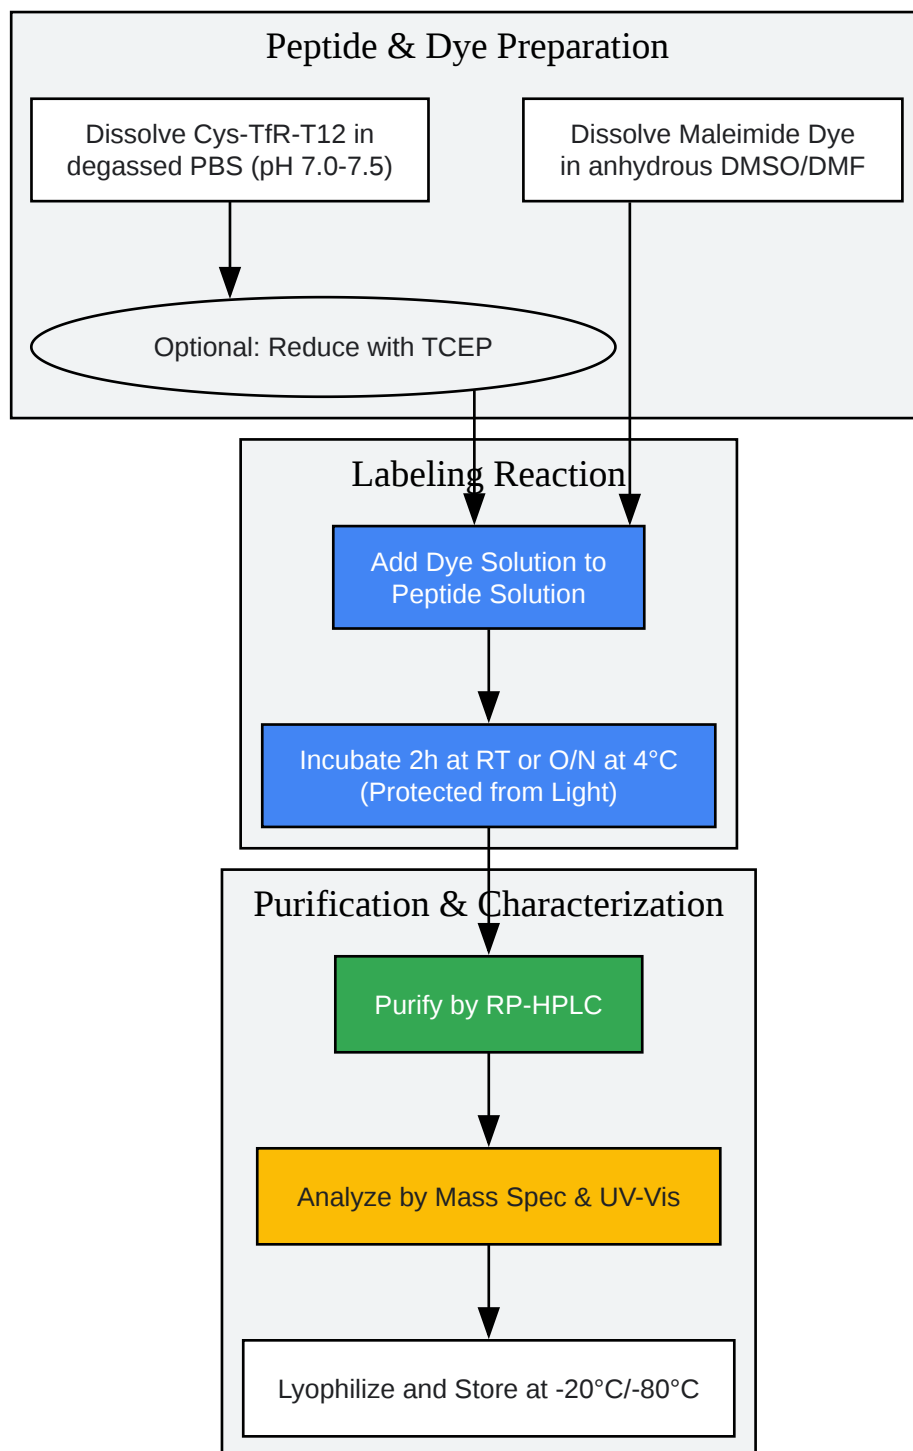 Peptide & Dye Preparation
Dissolve Cys-TfR-T12 in
degassed PBS (pH 7.0-7.5)
Dissolve Maleimide Dye
in anhydrous DMSO/DMF
Optional: Reduce with TCEP
Labeling Reaction
Add Dye Solution to
Peptide Solution
Incubate 2h at RT or O/N at 4°C
(Protected from Light)
Purification & Characterization
Purify by RP-HPLC
Analyze by Mass Spec & UV-Vis
Lyophilize and Store at -20°C/-80°C